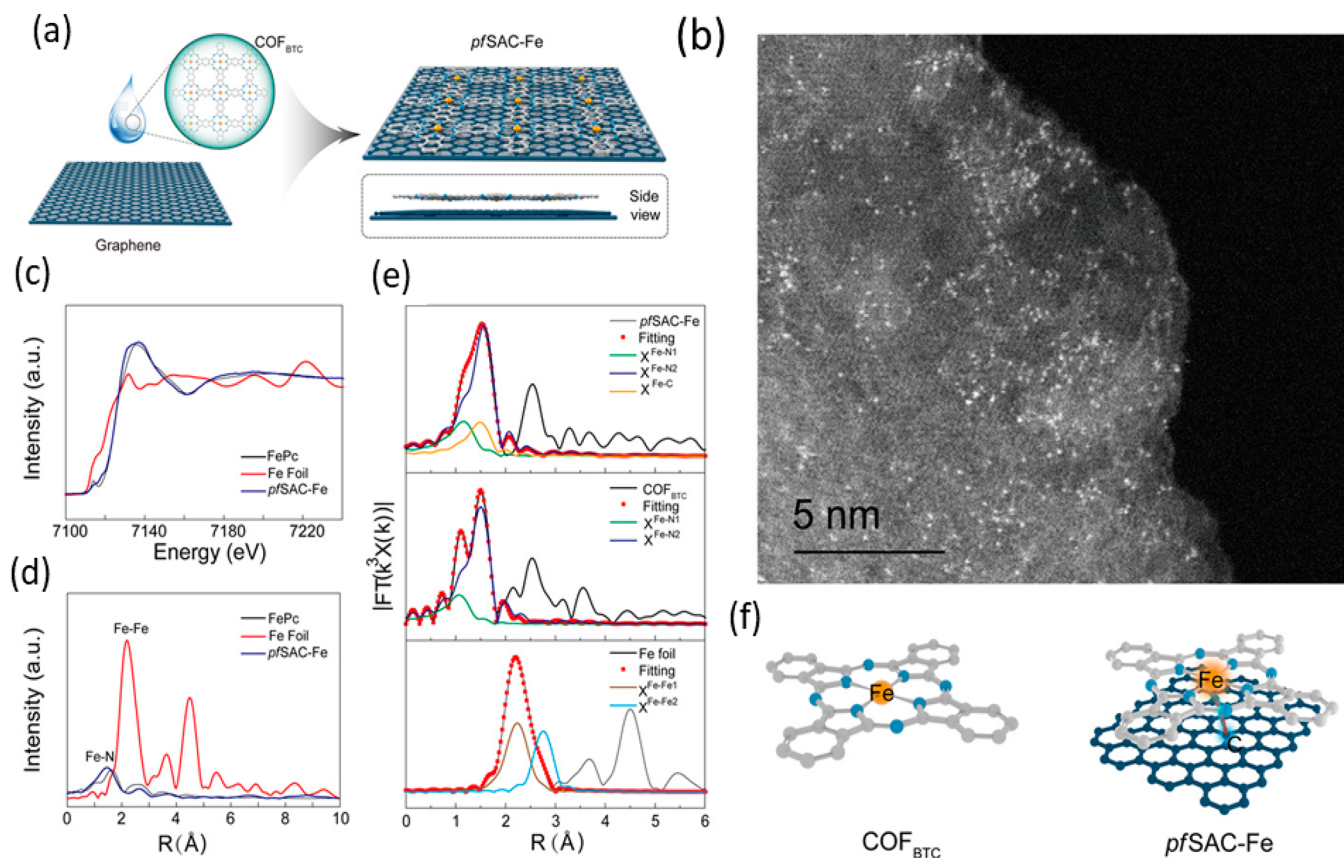 (a)
COF_BTC
pfSAC-Fe
Graphene
Side
view
(b)
5 nm
(c)
Intensity (a.u.)
FePc
Fe Foil
pfSAC-Fe
7100 7140 7180 7220
Energy (eV)
(d)
Intensity (a.u.)
Fe-Fe
Fe-N
FePc
Fe Foil
pfSAC-Fe
0 2 4 6 8 10
R (Å)
(e)
|FT(k³X(k))|
pfSAC-Fe
Fitting
X^Fe-N1
X^Fe-N2
X^Fe-C
COF_BTC
Fitting
X^Fe-N1
X^Fe-N2
Fe foil
Fitting
X^Fe-Fe1
X^Fe-Fe2
0 1 2 3 4 5 6
R (Å)
(f)
Fe
COF_BTC
Fe
C
pfSAC-Fe